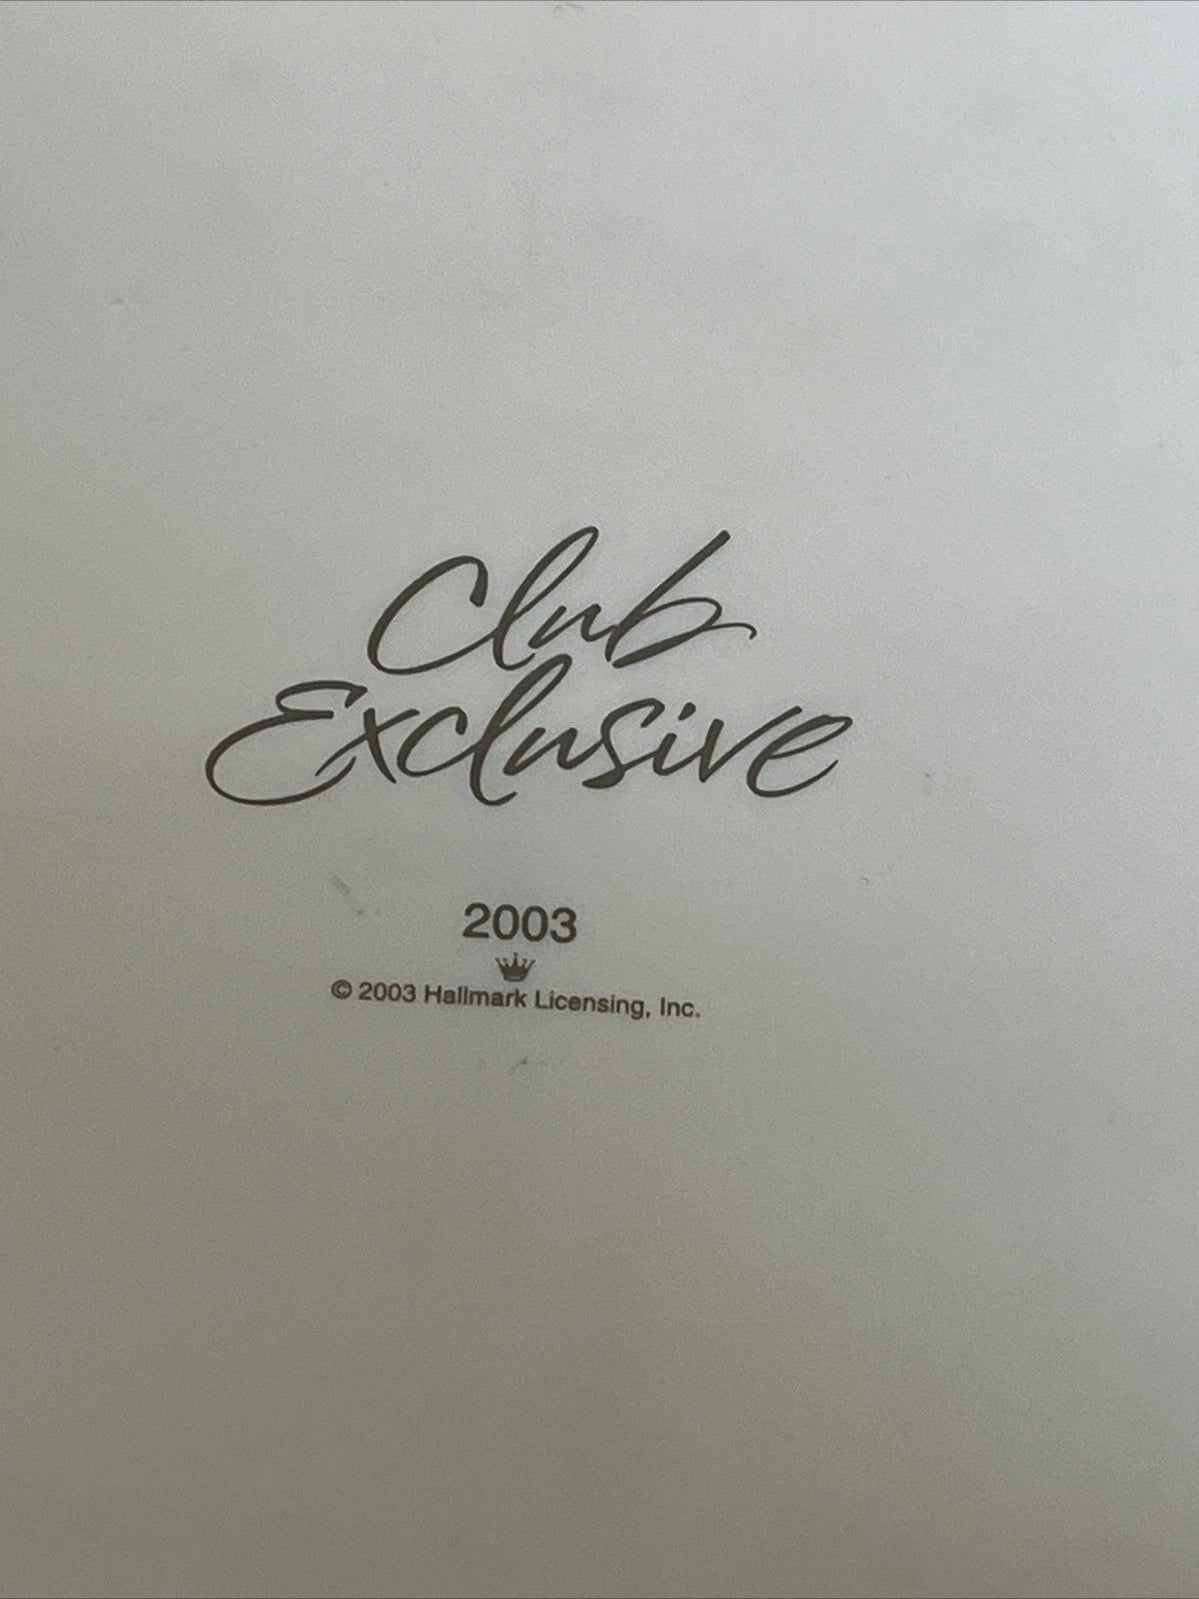 Club
Exclusive
2003
© 2003 Hallmark Licensing, Inc.